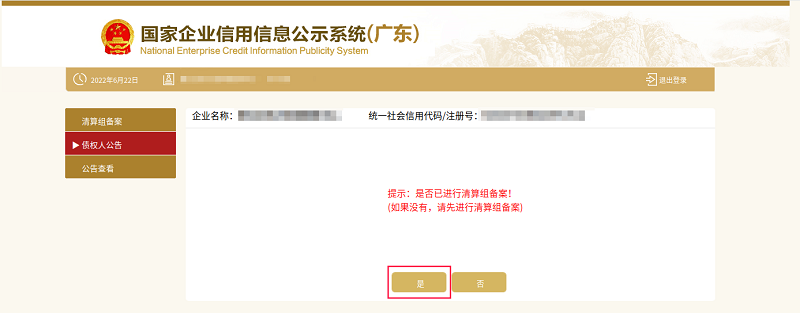 国家企业信用信息公示系统(广东)
National Enterprise Credit Information Publicity System
2022年6月22日
退出登录
清算组备案
企业名称：
统一社会信用代码/注册号：
▶ 债权人公告
公告查看
提示：是否已进行清算组备案！
(如果没有，请先进行清算组备案)
是
否